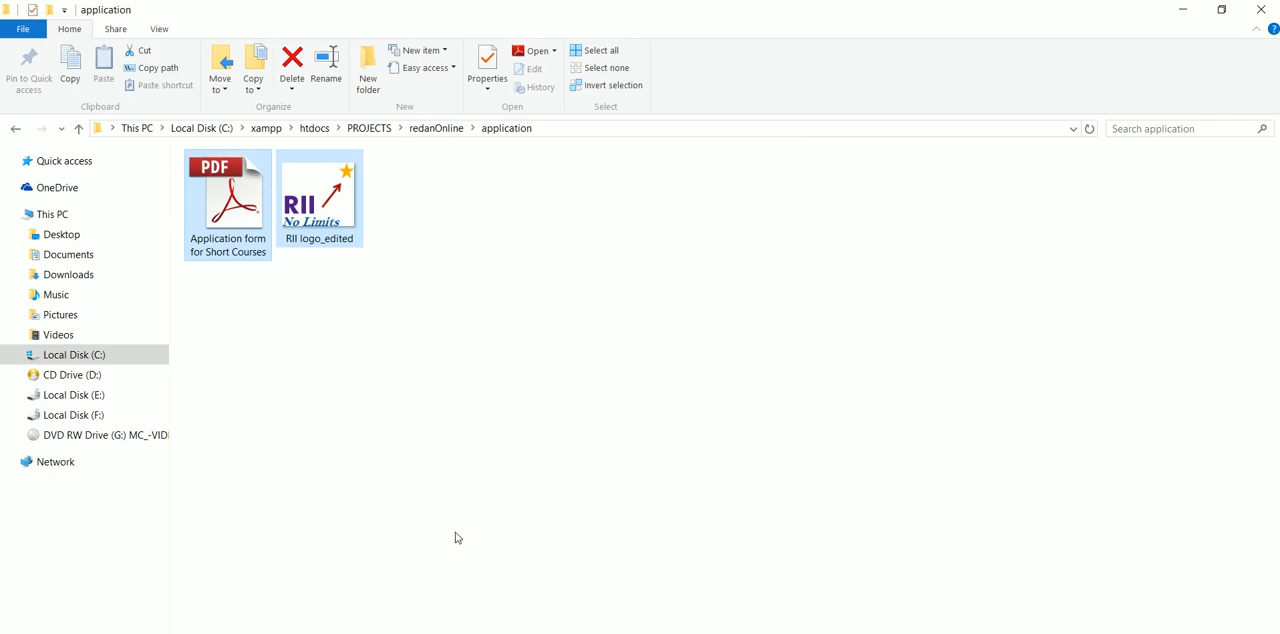 application
File
Home
Share
View
Pin to Quick
access
Copy
Paste
Cut
Copy path
Paste shortcut
Clipboard
Move
to
Copy
to
Delete
Rename
Organize
New
folder
New item
Easy access
New
Properties
Open
Edit
History
Open
Select all
Select none
Invert selection
Select
This PC
Local Disk (C:)
xampp
htdocs
PROJECTS
redanOnline
application
Search application
Quick access
OneDrive
This PC
Desktop
Documents
Downloads
Music
Pictures
Videos
Local Disk (C:)
CD Drive (D:)
Local Disk (E:)
Local Disk (F:)
DVD RW Drive (G:) MC_-VID
Network
PDF
Application form
for Short Courses
RII
No Limits
RII logo_edited